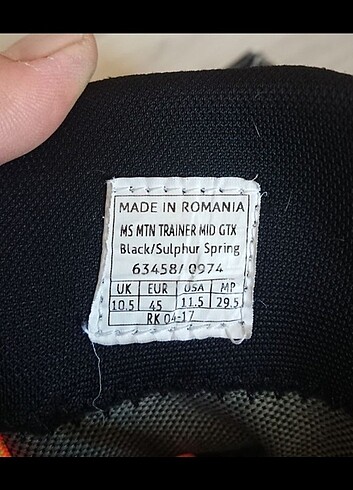 MADE IN ROMANIA
MS MTN TRAINER MID GTX
Black/Sulphur Spring
63458/ 0974
UK EUR USA MP
10.5 45 11.5 29.5
RK 04-17